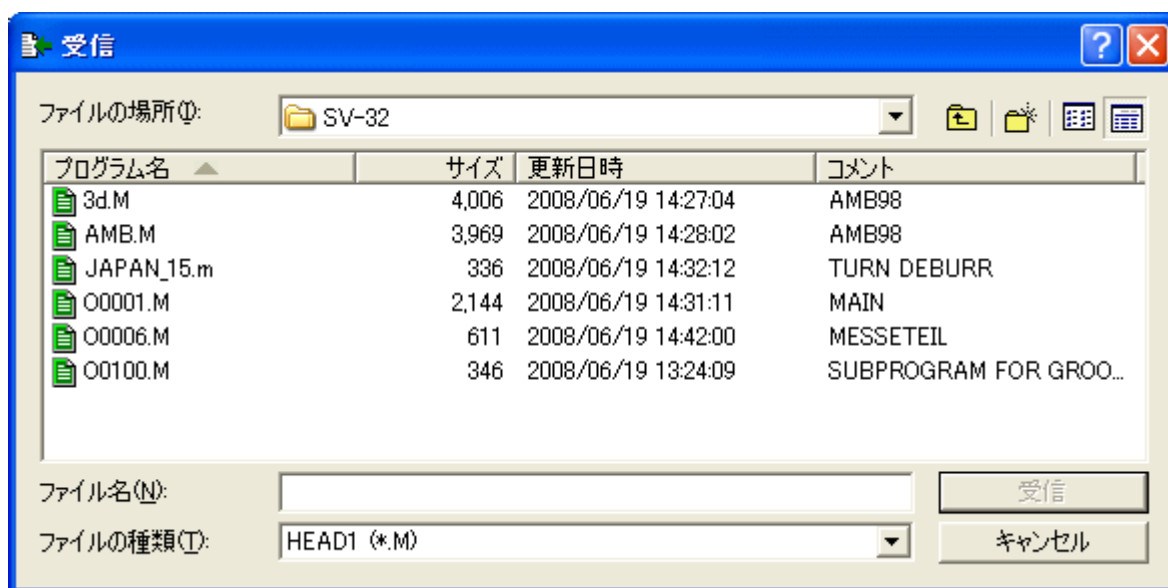 受信
ファイルの場所(I): SV-32
プログラム名 サイズ 更新日時 コメント
3d.M 4,006 2008/06/19 14:27:04 AMB98
AMB.M 3,969 2008/06/19 14:28:02 AMB98
JAPAN_15.m 336 2008/06/19 14:32:12 TURN DEBURR
O0001.M 2,144 2008/06/19 14:31:11 MAIN
O0006.M 611 2008/06/19 14:42:00 MESSETEIL
O0100.M 346 2008/06/19 13:24:09 SUBPROGRAM FOR GROO...
ファイル名(N): 受信
ファイルの種類(T): HEAD1 (*.M) キャンセル